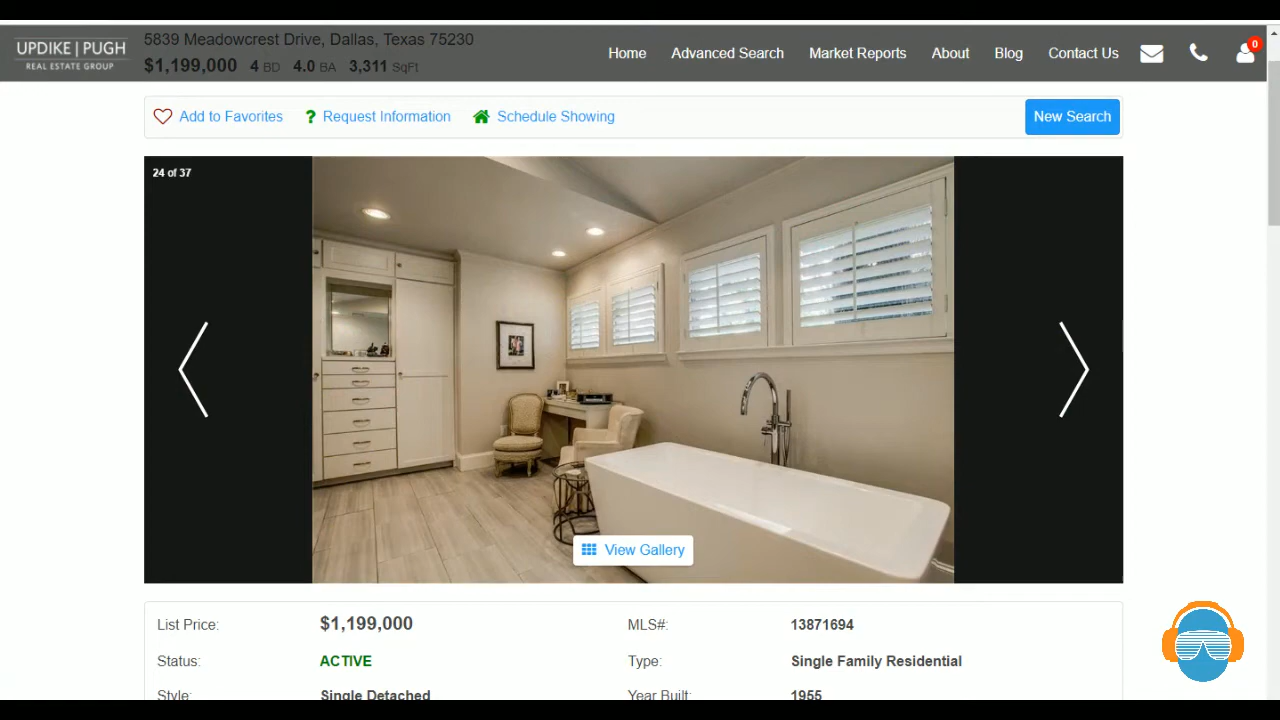 UPDIKE | PUGH
REAL ESTATE GROUP
5839 Meadowcrest Drive, Dallas, Texas 75230
$1,199,000 4 BD 4.0 BA 3,311 SqFt
Home Advanced Search Market Reports About Blog Contact Us 0
Add to Favorites ? Request Information Schedule Showing New Search
24 of 37
View Gallery
List Price: $1,199,000 MLS#: 13871694
Status: ACTIVE Type: Single Family Residential
Style: Single Detached Year Built: 1955